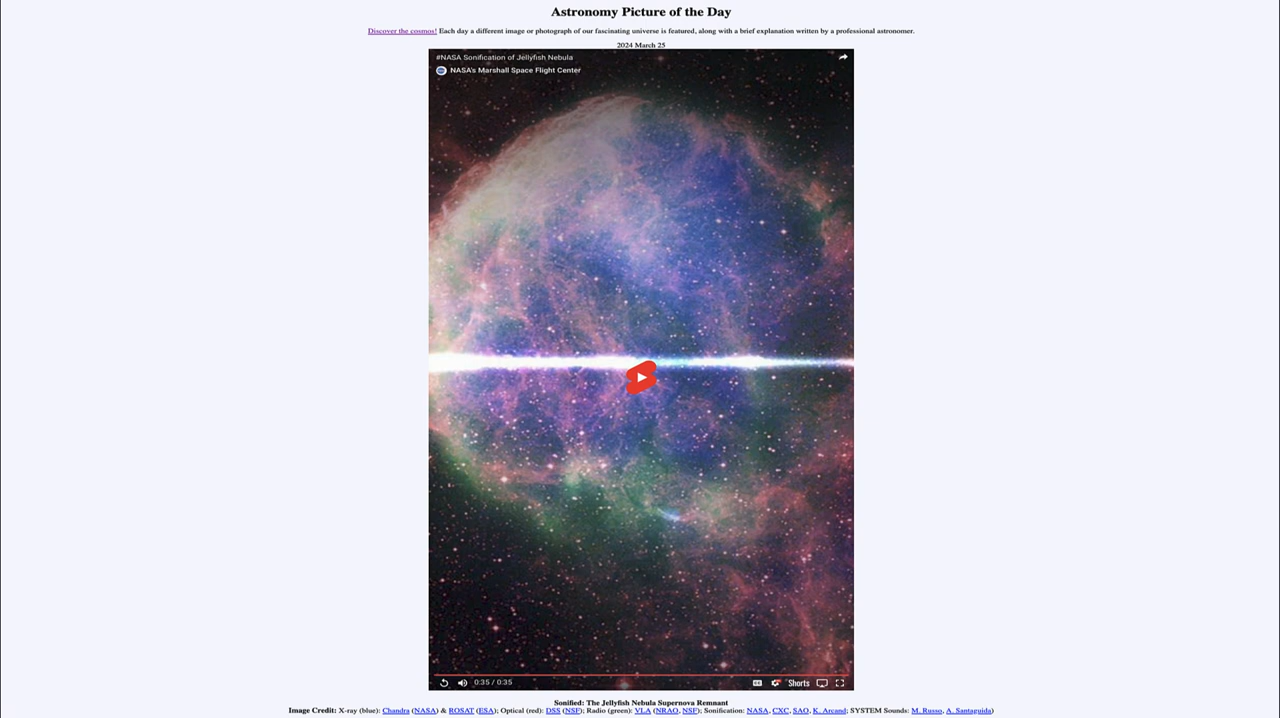 Astronomy Picture of the Day
Discover the cosmos! Each day a different image or photograph of our fascinating universe is featured, along with a brief explanation written by a professional astronomer.
2024 March 25
#NASA Sonification of Jellyfish Nebula
NASA's Marshall Space Flight Center
0:35 / 0:35
CC
Shorts
Sonified: The Jellyfish Nebula Supernova Remnant
Image Credit: X-ray (blue): Chandra (NASA) & ROSAT (ESA); Optical (red): DSS (NSF); Radio (green): VLA (NRAO, NSF); Sonification: NASA, CXC, SAO, K. Arcand; SYSTEM Sounds: M. Russo, A. Santaguida)